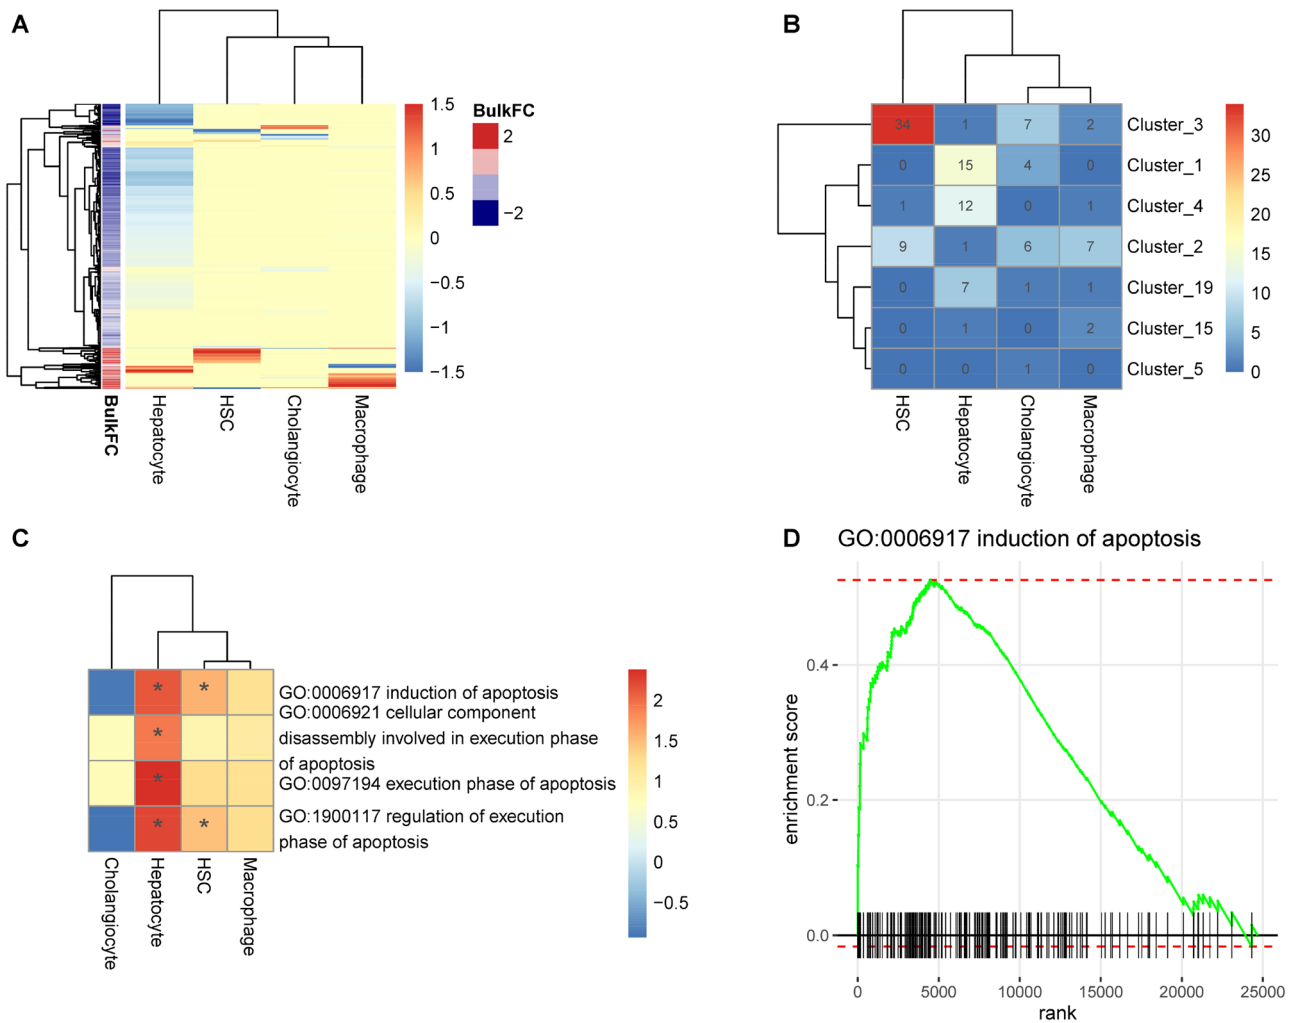 A
1.5
1
0.5
0
−0.5
−1
−1.5
BulkFC
2
−2
BulkFC
Hepatocyte
HSC
Cholangiocyte
Macrophage
B
34 1 7 2 Cluster_3
0 15 4 0 Cluster_1
1 12 0 1 Cluster_4
9 1 6 7 Cluster_2
0 7 1 1 Cluster_19
0 1 0 2 Cluster_15
0 0 1 0 Cluster_5
HSC
Hepatocyte
Cholangiocyte
Macrophage
30
25
20
15
10
5
0
C
* * GO:0006917 induction of apoptosis
GO:0006921 cellular component
* disassembly involved in execution phase
of apoptosis
* GO:0097194 execution phase of apoptosis
* * GO:1900117 regulation of execution
phase of apoptosis
Cholangiocyte
Hepatocyte
HSC
Macrophage
2
1.5
1
0.5
0
−0.5
D
GO:0006917 induction of apoptosis
enrichment score
0.4
0.2
0.0
0 5000 10000 15000 20000 25000
rank